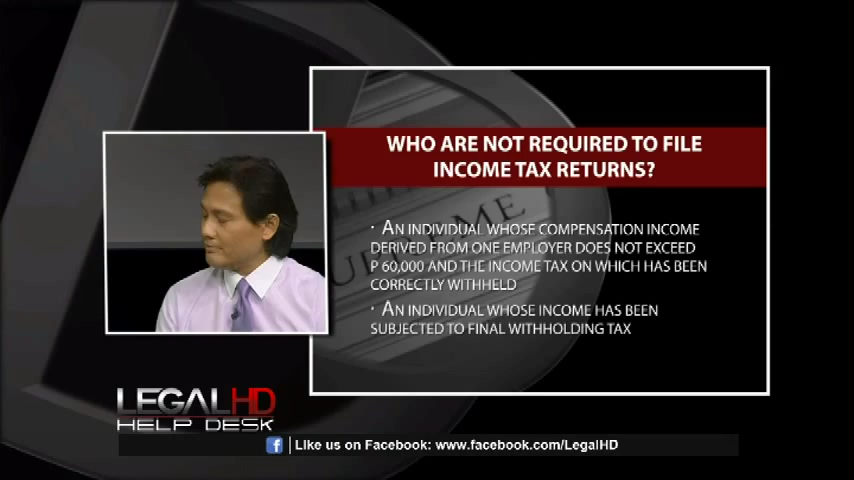 WHO ARE NOT REQUIRED TO FILE
INCOME TAX RETURNS?
· AN INDIVIDUAL WHOSE COMPENSATION INCOME
DERIVED FROM ONE EMPLOYER DOES NOT EXCEED
P 60,000 AND THE INCOME TAX ON WHICH HAS BEEN
CORRECTLY WITHHELD
· AN INDIVIDUAL WHOSE INCOME HAS BEEN
SUBJECTED TO FINAL WITHHOLDING TAX
LEGALHD
HELP DESK
f | Like us on Facebook: www.facebook.com/LegalHD